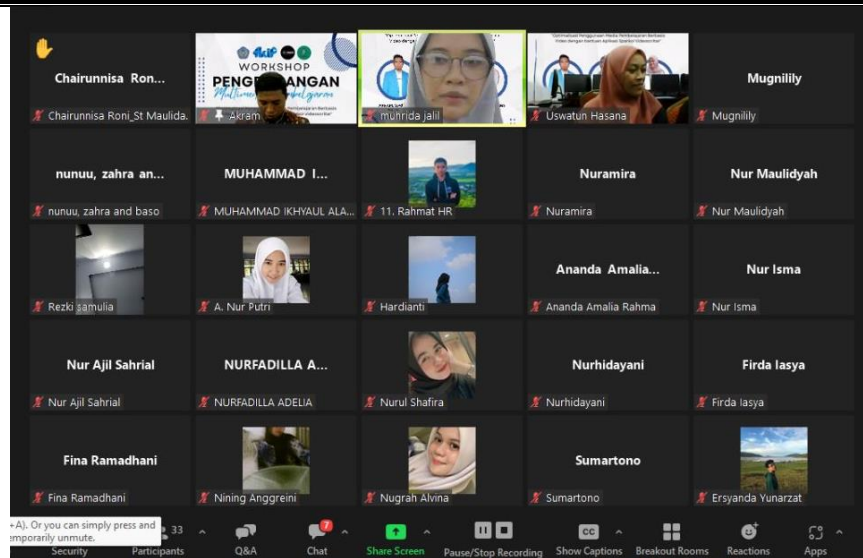 Chairunnisa Ron...
Chairunnisa Roni_St Maulida.
WORKSHOP
Akram
muhrida jalil
Uswatun Hasana
Mugnilily
Mugnilily
nunuu, zahra an...
nunuu, zahra and baso
MUHAMMAD I...
MUHAMMAD IKHYAUL ALA...
11. Rahmat HR
Nuramira
Nuramira
Nur Maulidyah
Nur Maulidyah
Rezki samulia
A. Nur Putri
Hardianti
Ananda Amalia...
Ananda Amalia Rahma
Nur Isma
Nur Isma
Nur Ajil Sahrial
Nur Ajil Sahrial
NURFADILLA A...
NURFADILLA ADELIA
Nurul Shafira
Nurhidayani
Nurhidayani
Firda Iasya
Firda Iasya
Fina Ramadhani
Fina Ramadhani
Nining Anggreini
Nugrah Alvina
Sumartono
Sumartono
Ersyanda Yunarzat
+A). Or you can simply press and
emporarily unmute.
33
7
Security
Participants
Q&A
Chat
Share Screen
Pause/Stop Recording
CC
Show Captions
Breakout Rooms
Reactions
Apps